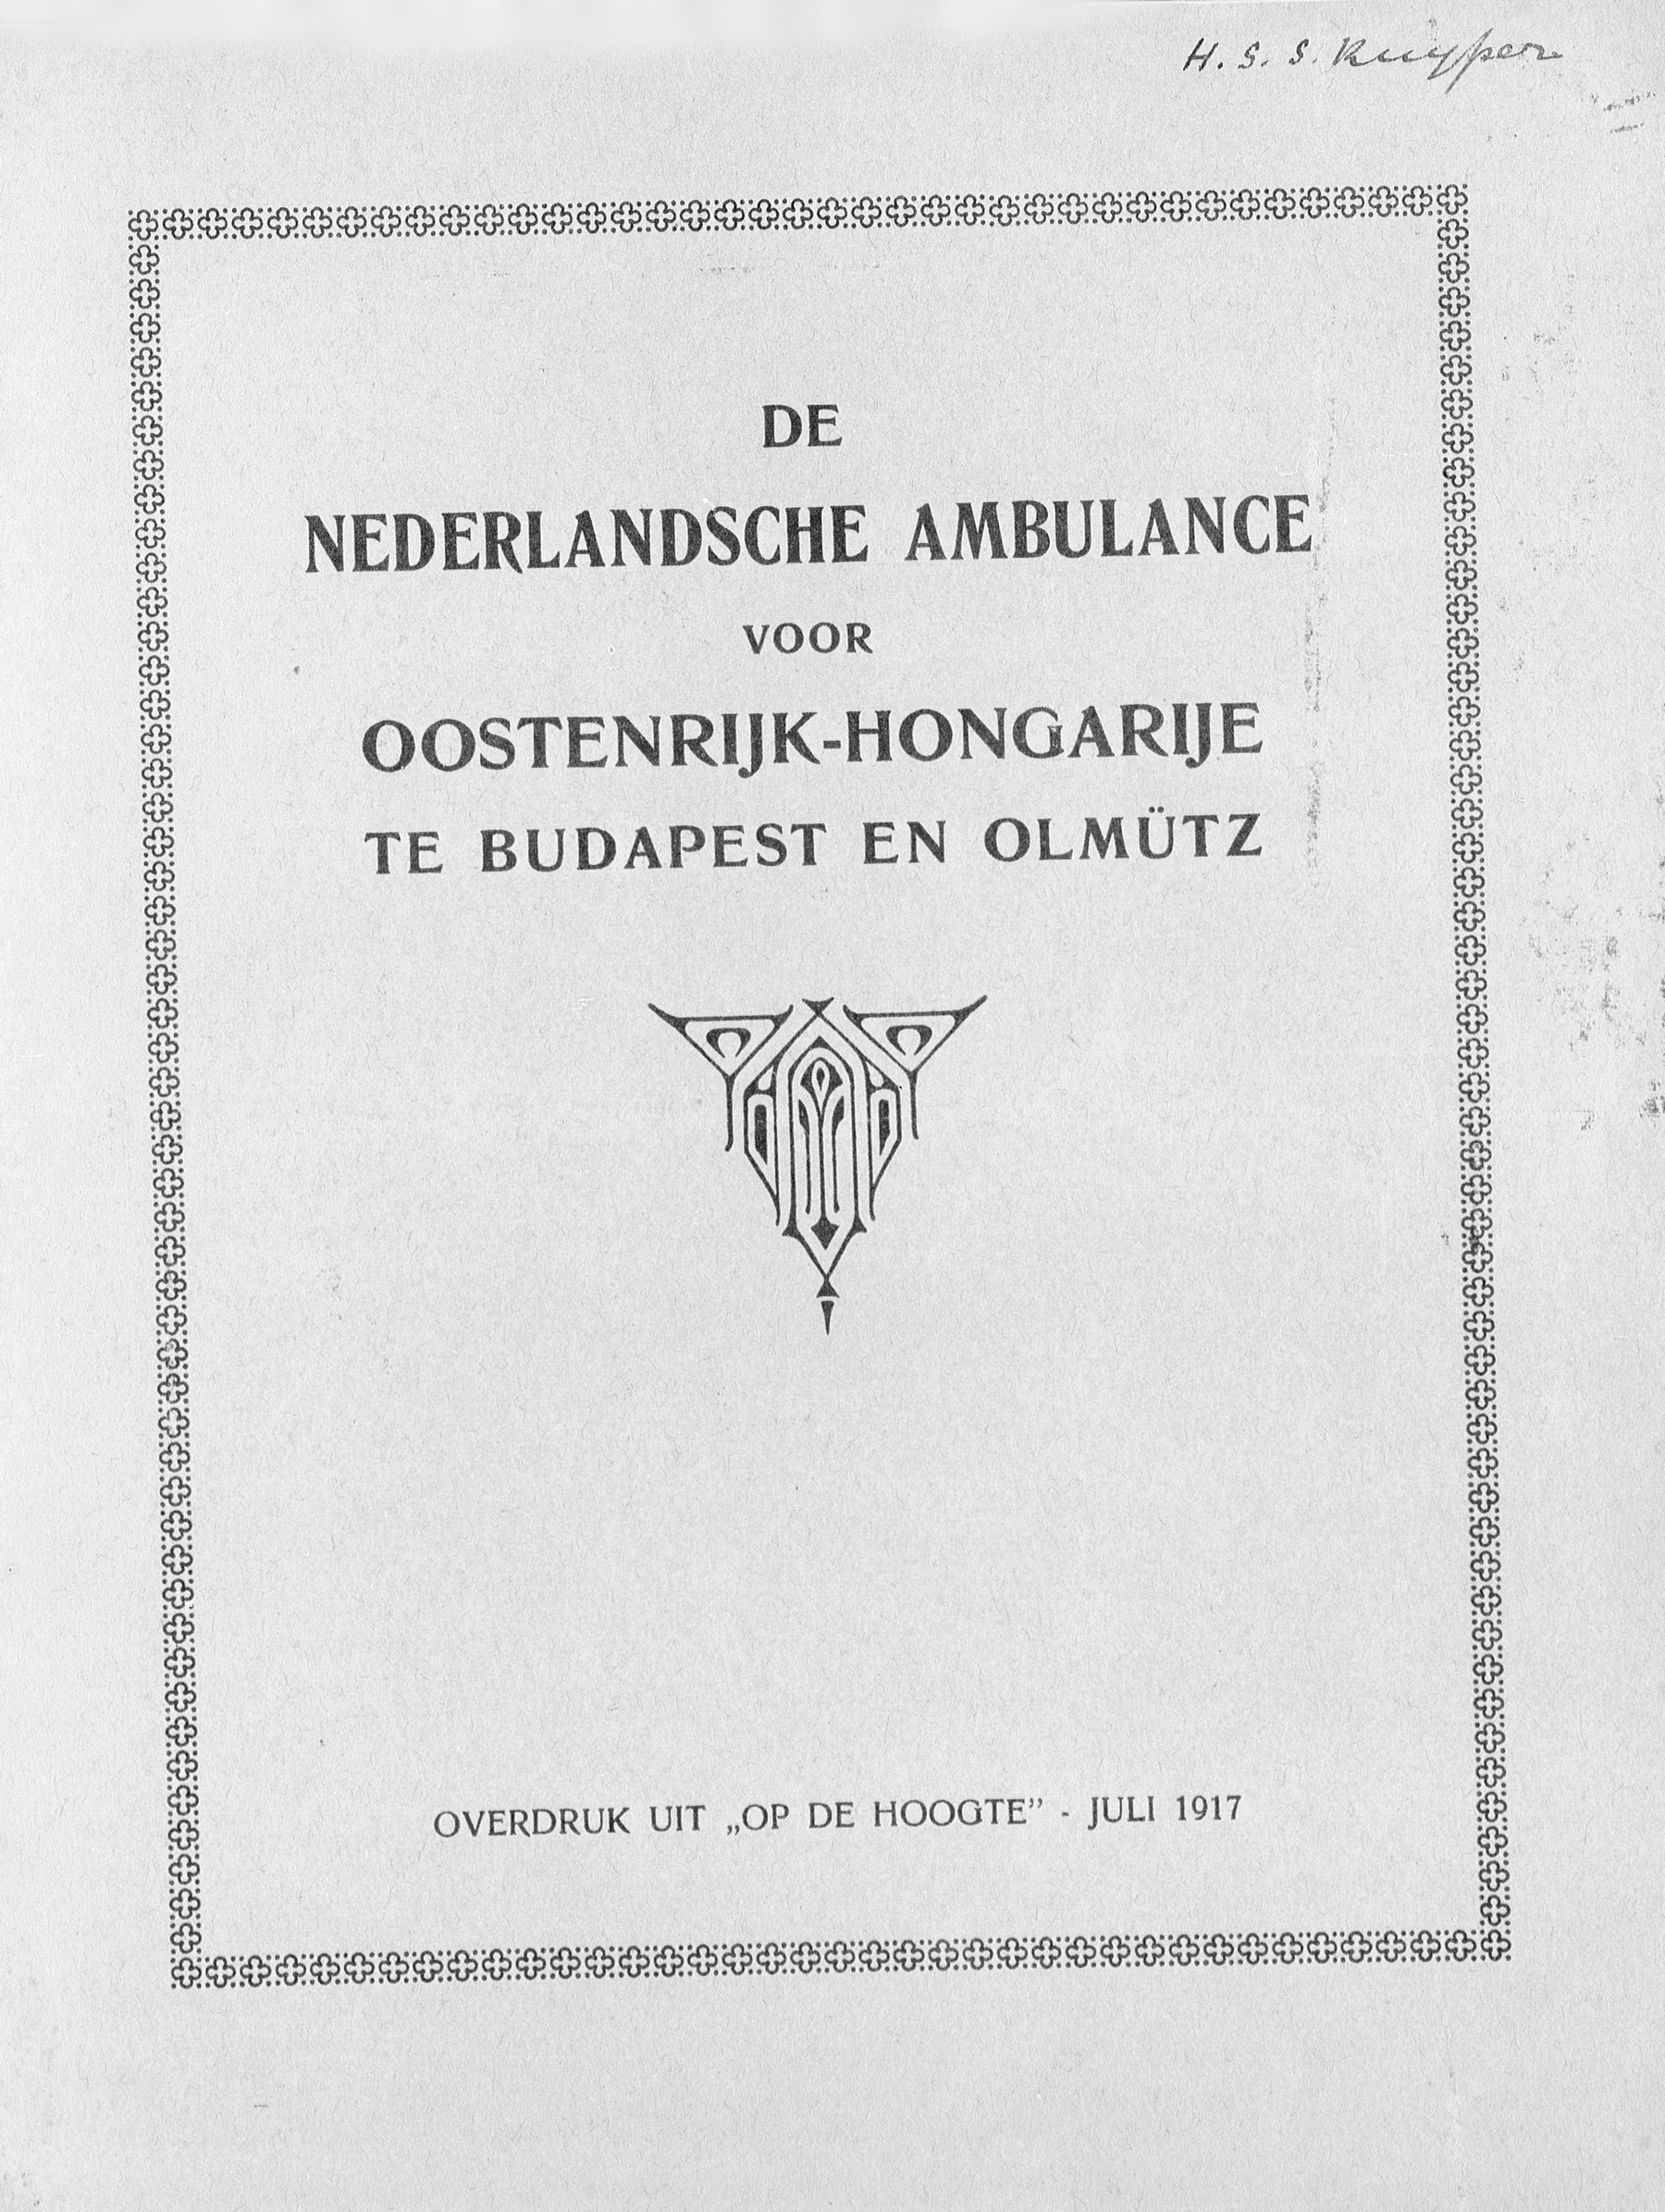 H. S. S. Kuyper
DE
NEDERLANDSCHE AMBULANCE
VOOR
OOSTENRIJK-HONGARIJE
TE BUDAPEST EN OLMÜTZ
OVERDRUK UIT „OP DE HOOGTE” - JULI 1917